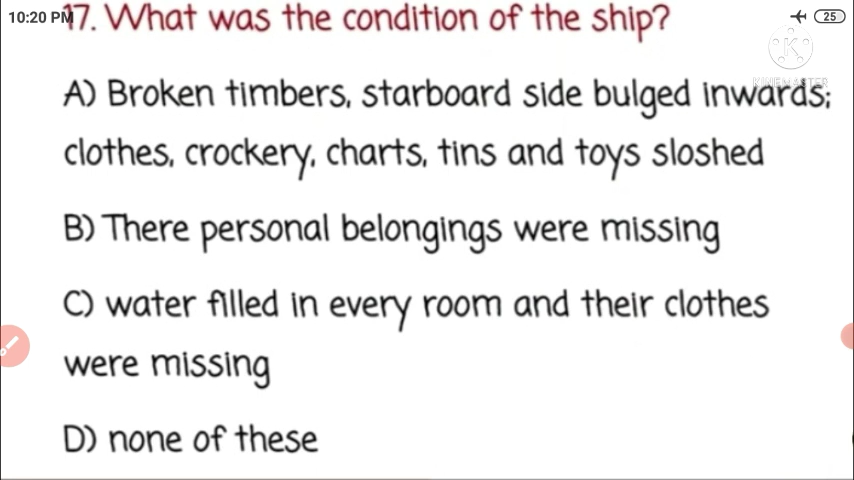 10:20 PM
25
17. What was the condition of the ship?
KINEMASTER
A) Broken timbers, starboard side bulged inwards;
clothes, crockery, charts, tins and toys sloshed
B) There personal belongings were missing
C) water filled in every room and their clothes
were missing
D) none of these